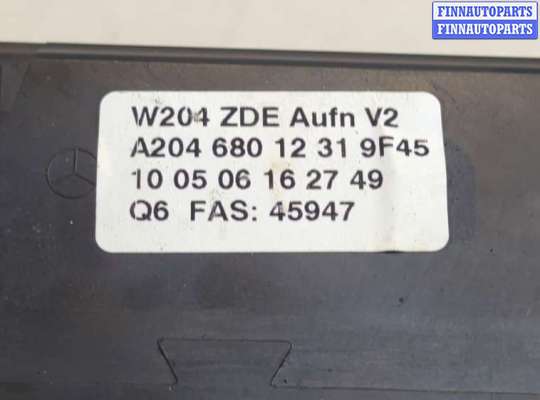 FINNAUTOPARTS
FINNAUTOPARTS
W204 ZDE Aufn V2
A204 680 12 31 9F45
10 05 06 16 27 49
Q6 FAS: 45947